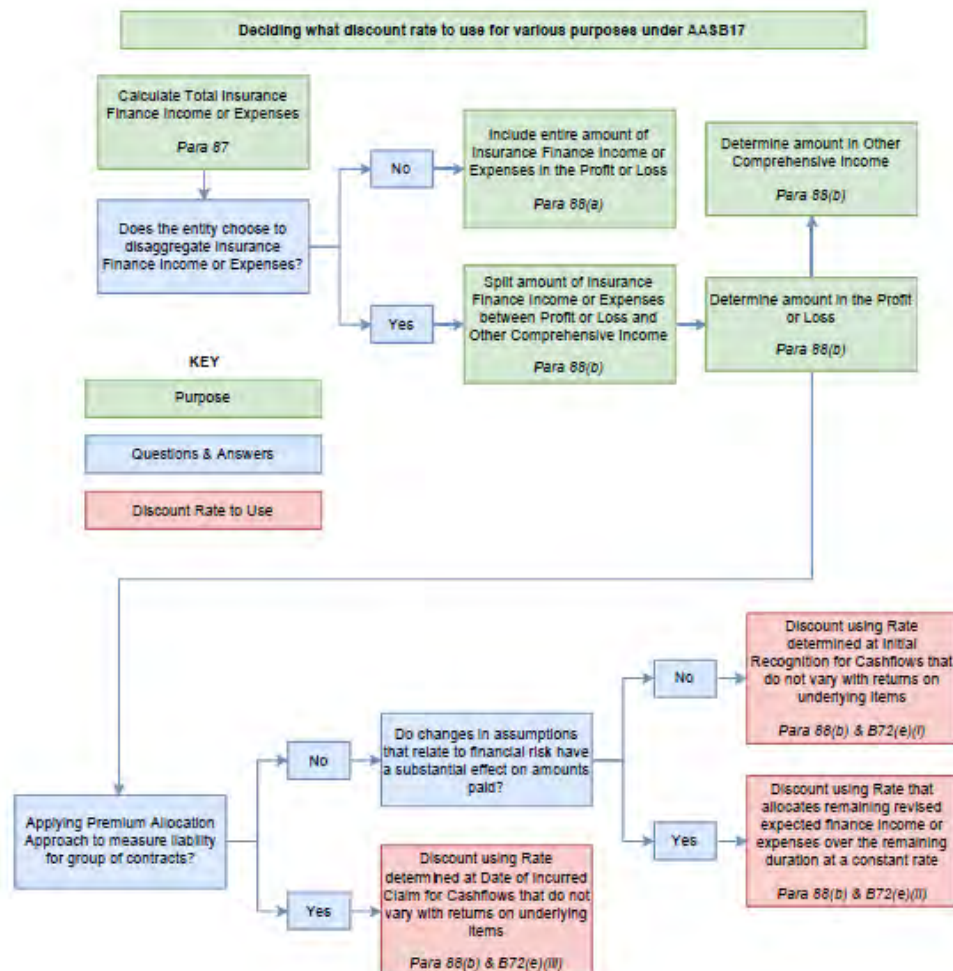 Deciding what discount rate to use for various purposes under AASB17
Calculate Total Insurance
Finance Income or Expenses
Para 87
Does the entity choose to
disaggregate Insurance
Finance Income or Expenses?
No
Yes
Include entire amount of
Insurance Finance Income or
Expenses in the Profit or Loss
Para 88(a)
Split amount of Insurance
Finance Income or Expenses
between Profit or Loss and
Other Comprehensive Income
Para 88(b)
Determine amount in Other
Comprehensive Income
Para 88(b)
Determine amount in the Profit
or Loss
Para 88(b)
KEY
Purpose
Questions & Answers
Discount Rate to Use
Applying Premium Allocation
Approach to measure liability
for group of contracts?
No
Yes
Do changes in assumptions
that relate to financial risk have
a substantial effect on amounts
paid?
Discount using Rate
determined at Date of Incurred
Claim for Cashflows that do not
vary with returns on underlying
items
Para 88(b) & B72(e)(iii)
No
Yes
Discount using Rate
determined at Initial
Recognition for Cashflows that
do not vary with returns on
underlying items
Para 88(b) & B72(e)(i)
Discount using Rate that
allocates remaining revised
expected finance income or
expenses over the remaining
duration at a constant rate
Para 88(b) & B72(e)(ii)